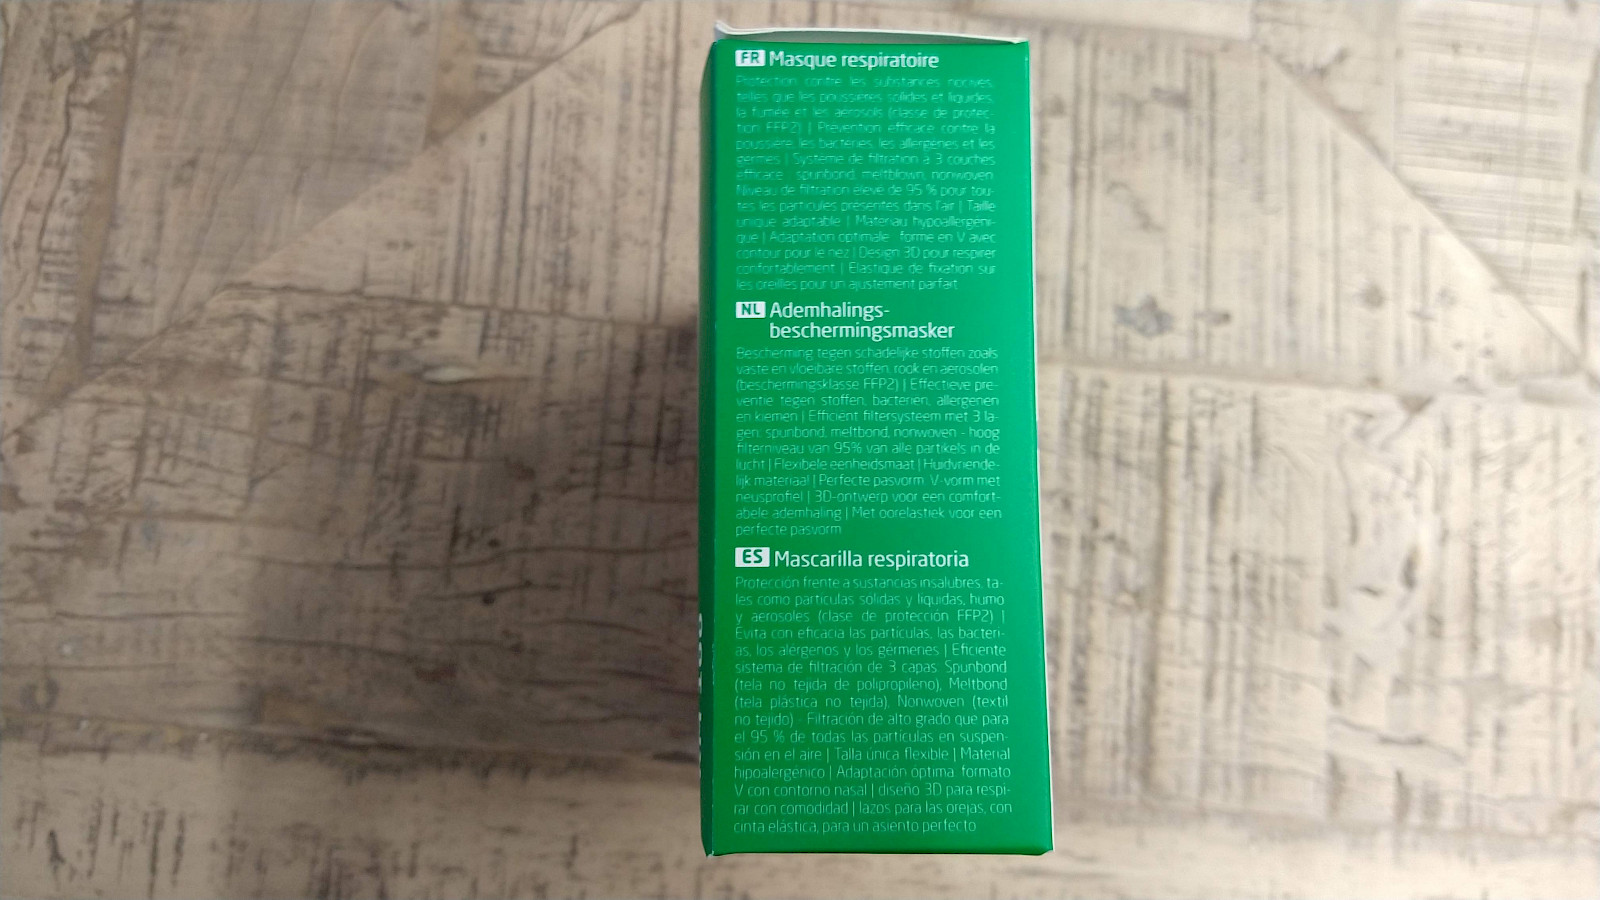 FR Masque respiratoire
Protection contre les substances nocives,
telles que les poussières solides et liquides,
la fumée et les aérosols (classe de protec-
tion FFP2) | Prévention efficace contre la
poussière, les bactéries, les allergènes et les
germes | Système de filtration à 3 couches
efficace : spunbond, meltblown, nonwoven
Niveau de filtration élevé de 95 % pour tou-
tes les particules présentes dans l'air | Taille
unique adaptable | Matériau hypoallergéni-
que | Adaptation optimale : forme en V avec
contour pour le nez | Design 3D pour respirer
confortablement | Élastique de fixation sur
les oreilles pour un ajustement parfait
NL Ademhalings-
beschermingsmasker
Bescherming tegen schadelijke stoffen zoals
vaste en vloeibare stoffen, rook en aerosolen
(beschermingsklasse FFP2) | Effectieve pre-
ventie tegen stoffen, bacteriën, allergenen
en kiemen | Efficiënt filtersysteem met 3 la-
gen: spunbond, meltbond, nonwoven - hoog
filterniveau van 95% van alle partikels in de
lucht | Flexibele eenheidsmaat | Huidvriende-
lijk materiaal | Perfecte pasvorm: V-vorm met
neusprofiel | 3D-ontwerp voor een comfort-
abele ademhaling | Met oorelastiek voor een
perfecte pasvorm
ES Mascarilla respiratoria
Protección frente a sustancias insalubres, ta-
les como partículas sólidas y líquidas, humo
y aerosoles (clase de protección FFP2) |
Evita con eficacia las partículas, las bacteri-
as, los alérgenos y los gérmenes | Eficiente
sistema de filtración de 3 capas: Spunbond
(tela no tejida de polipropileno), Meltbond
(tela plástica no tejida), Nonwoven (textil
no tejido) - Filtración de alto grado que para
el 95 % de todas las partículas en suspen-
sión en el aire | Talla única flexible | Material
hipoalergénico | Adaptación óptima: formato
V con contorno nasal | diseño 3D para respi-
rar con comodidad | lazos para las orejas, con
cinta elástica, para un asiento perfecto